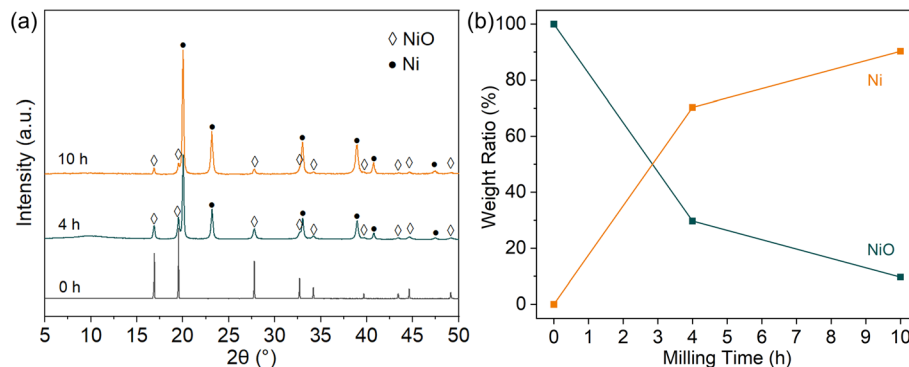 (a)
◊ NiO
● Ni
10 h
4 h
0 h
Intensity (a.u.)
5 10 15 20 25 30 35 40 45 50
2θ (°)
(b)
100
80
60
40
20
0
Weight Ratio (%)
Ni
NiO
0 1 2 3 4 5 6 7 8 9 10
Milling Time (h)